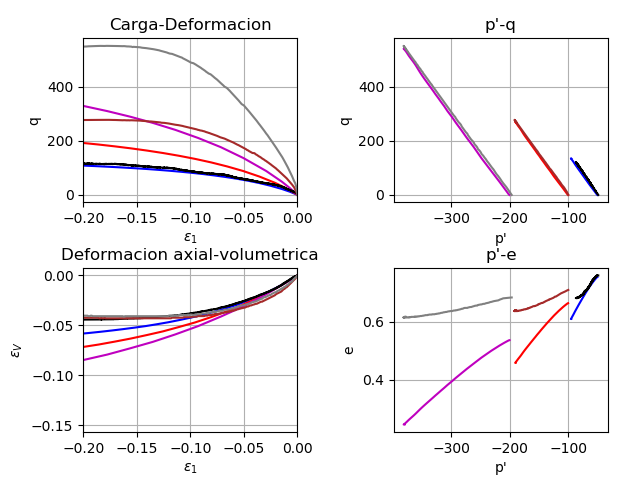 Carga-Deformacion
q
400
200
0
−0.20 −0.15 −0.10 −0.05 0.00
ε1
p'-q
q
400
200
0
−300 −200 −100
p'
Deformacion axial-volumetrica
εV
0.00
−0.05
−0.10
−0.15
−0.20 −0.15 −0.10 −0.05 0.00
ε1
p'-e
e
0.6
0.4
−300 −200 −100
p'